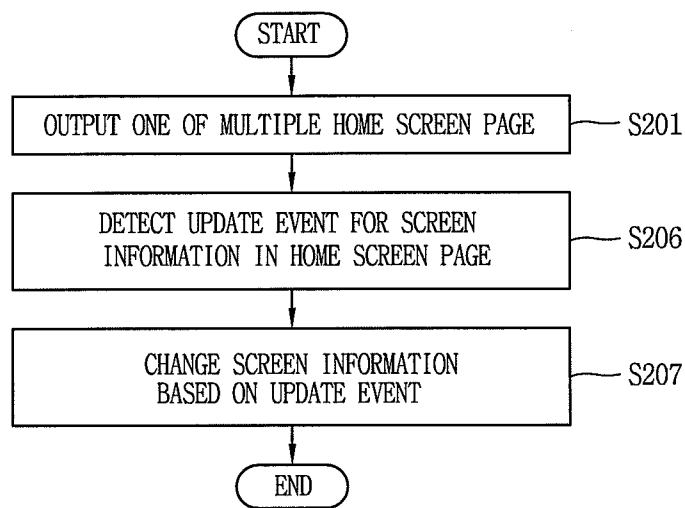 START
OUTPUT ONE OF MULTIPLE HOME SCREEN PAGE
S201
DETECT UPDATE EVENT FOR SCREEN
INFORMATION IN HOME SCREEN PAGE
S206
CHANGE SCREEN INFORMATION
BASED ON UPDATE EVENT
S207
END